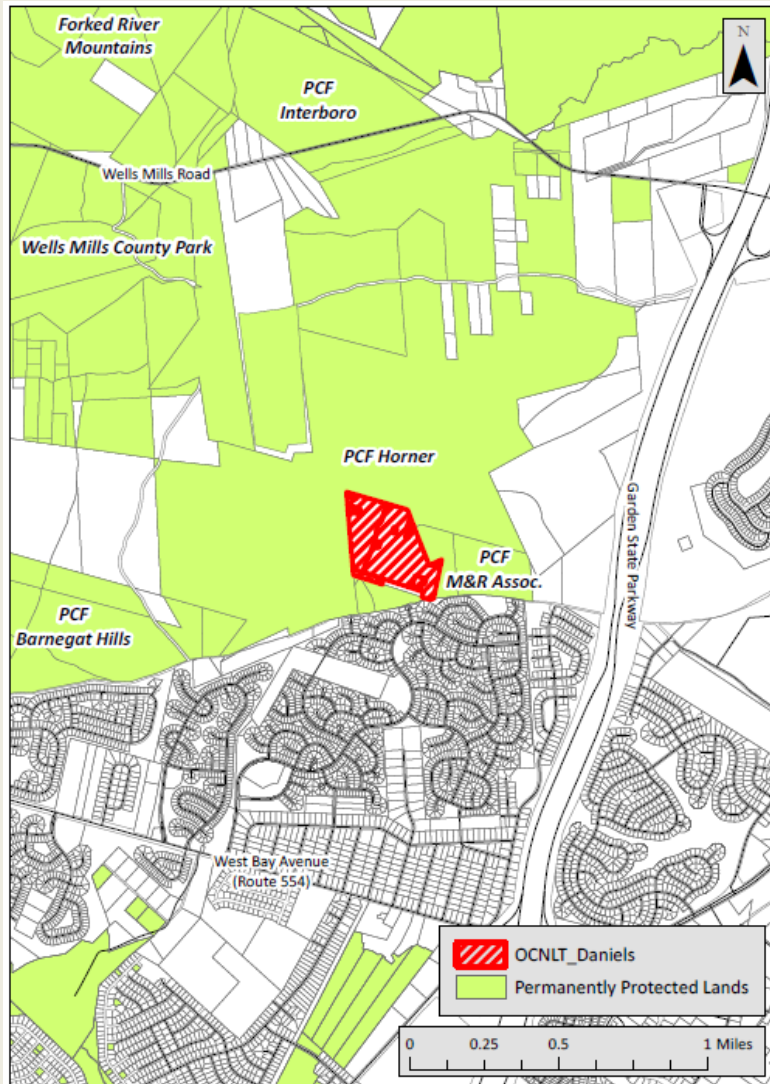 Forked River
Mountains
N
PCF
Interboro
Wells Mills Road
Wells Mills County Park
PCF Horner
Garden State Parkway
PCF
M&R Assoc.
PCF
Barnegat Hills
West Bay Avenue
(Route 554)
OCNLT_Daniels
Permanently Protected Lands
0 0.25 0.5 1 Miles